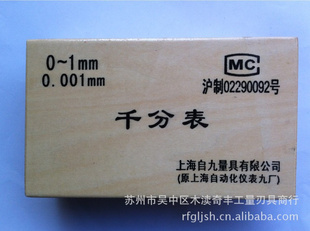 0~1mm
0.001mm
MC
沪制02290092号
千分表
上海自九量具有限公司
(原上海自动化仪表九厂)
苏州市吴中区木渎奇丰工量刃具商行
rfgljsh.cn.alibaba.com